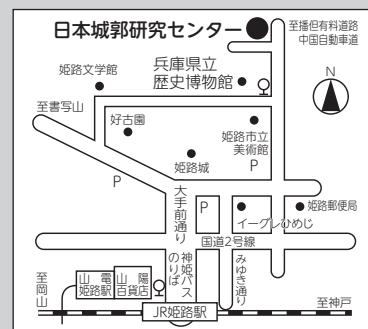 日本城郭研究センター
至播但有料道路
中国自動車道
兵庫県立
歴史博物館
姫路文学館
N
至書写山
好古園
姫路市立
美術館
P
姫路城
P
大手前通り
P
イーグレひめじ
姫路郵便局
国道2号線
みゆき通り
神姫バス
のりば
至岡山
山電
姫路駅
山陽
百貨店
JR姫路駅
至神戸